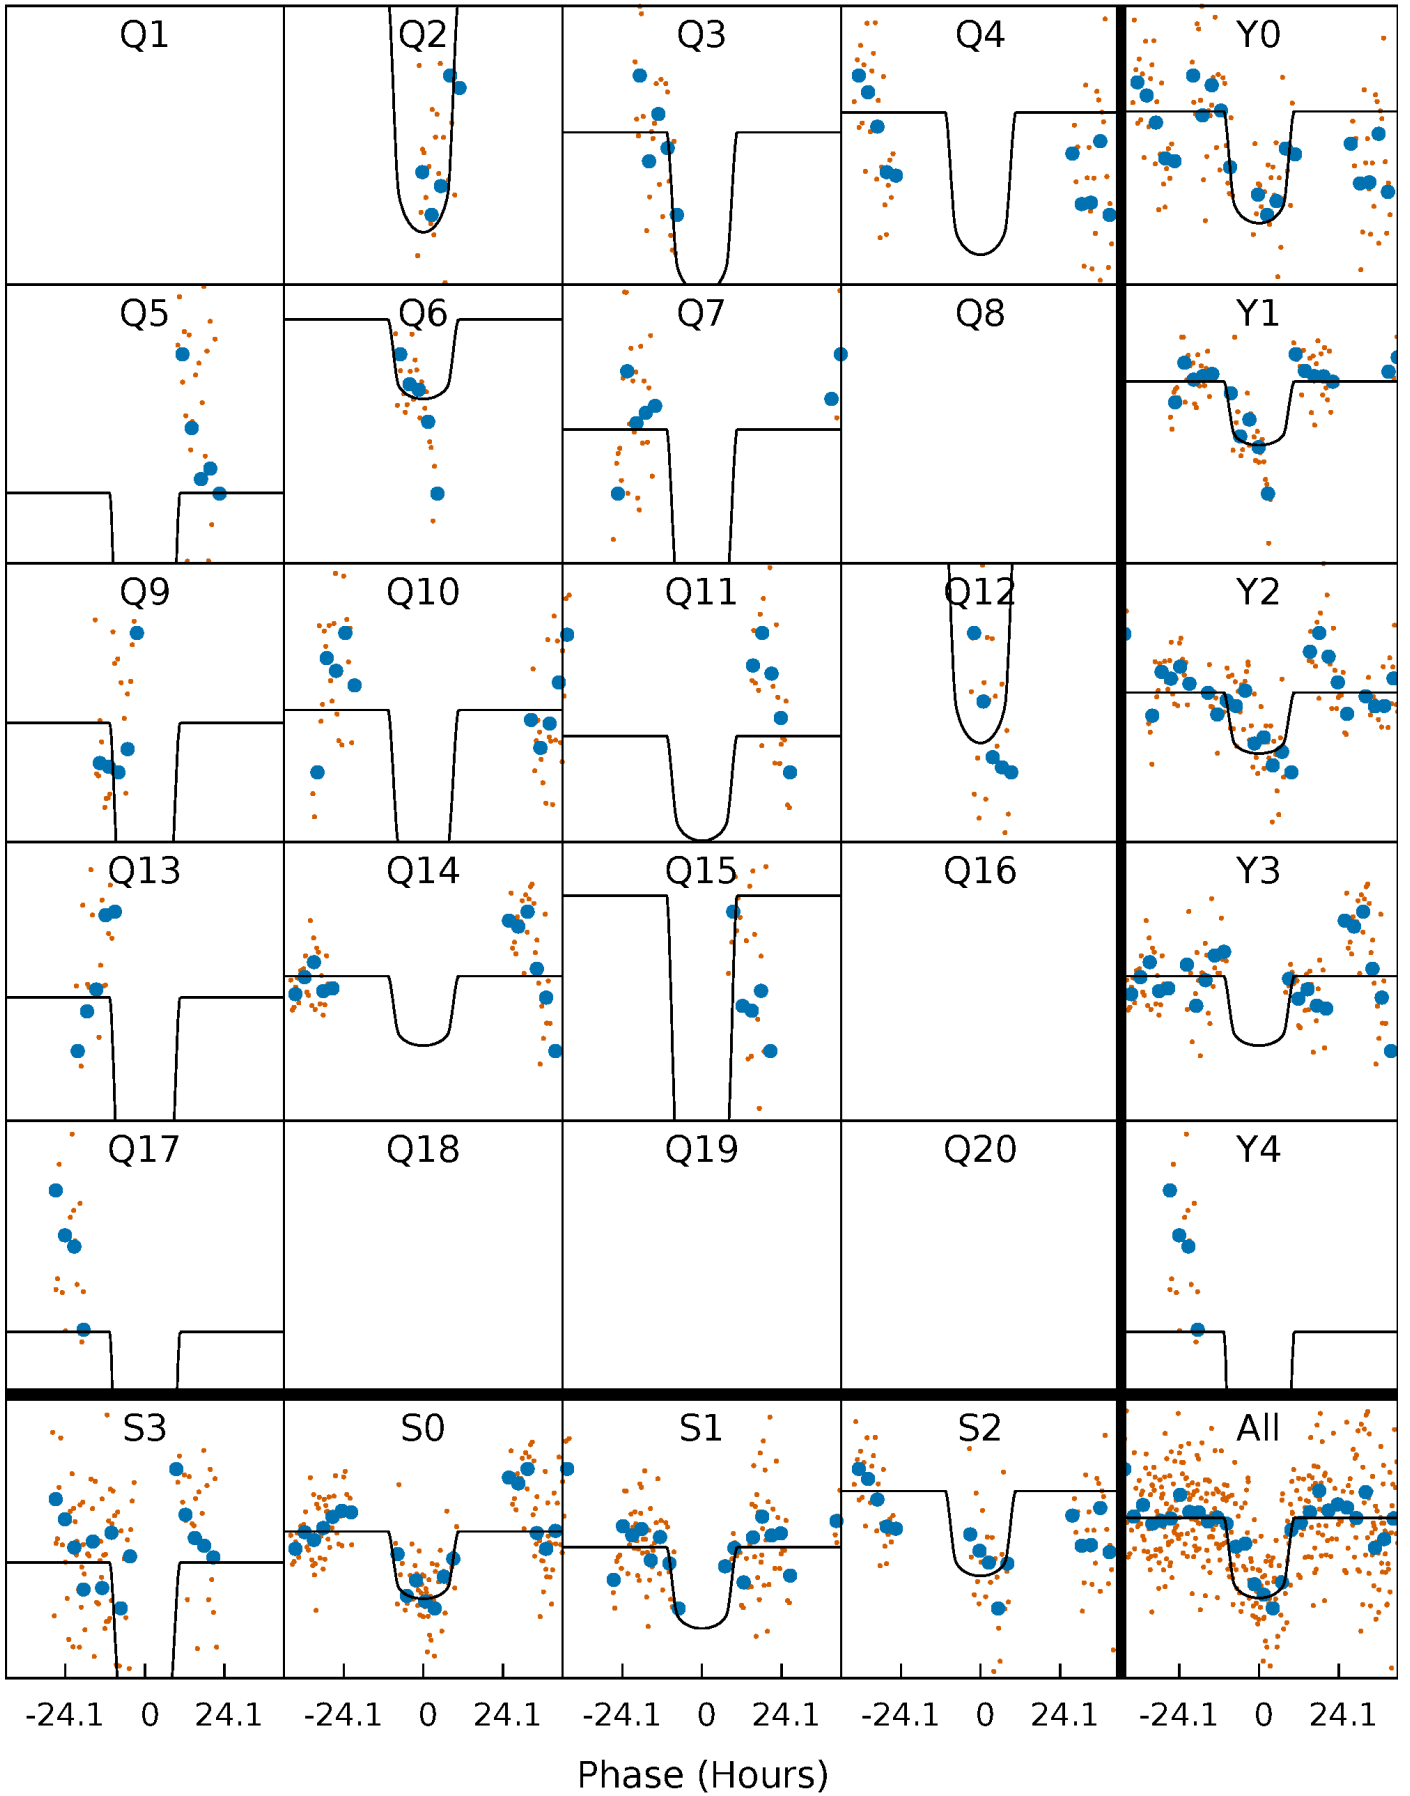 Q1 Q2 Q3 Q4 Y0
Q5 Q6 Q7 Q8 Y1
Q9 Q10 Q11 Q12 Y2
Q13 Q14 Q15 Q16 Y3
Q17 Q18 Q19 Q20 Y4
S3 S0 S1 S2 All
-24.1 0 24.1 -24.1 0 24.1 -24.1 0 24.1 -24.1 0 24.1 -24.1 0 24.1
Phase (Hours)